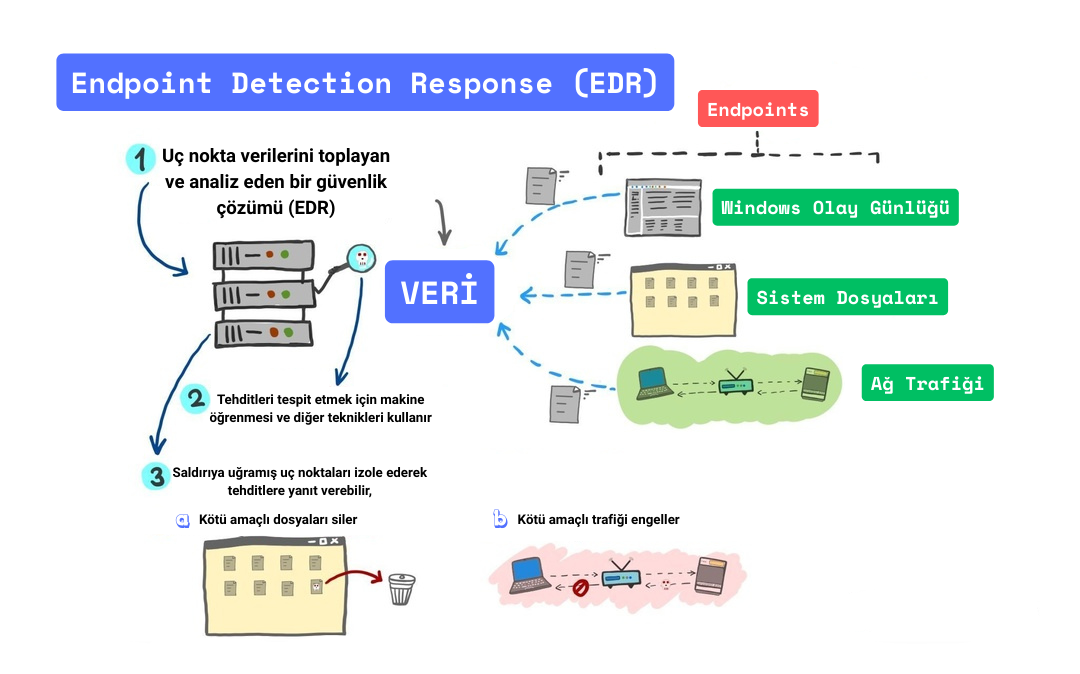 Endpoint Detection Response (EDR)
Endpoints
1
Uç nokta verilerini toplayan
ve analiz eden bir güvenlik
çözümü (EDR)
VERİ
Windows Olay Günlüğü
Sistem Dosyaları
Ağ Trafiği
2
Tehditleri tespit etmek için makine
öğrenmesi ve diğer teknikleri kullanır
3
Saldırıya uğramış uç noktaları izole ederek
tehditlere yanıt verebilir,
a Kötü amaçlı dosyaları siler
b Kötü amaçlı trafiği engeller